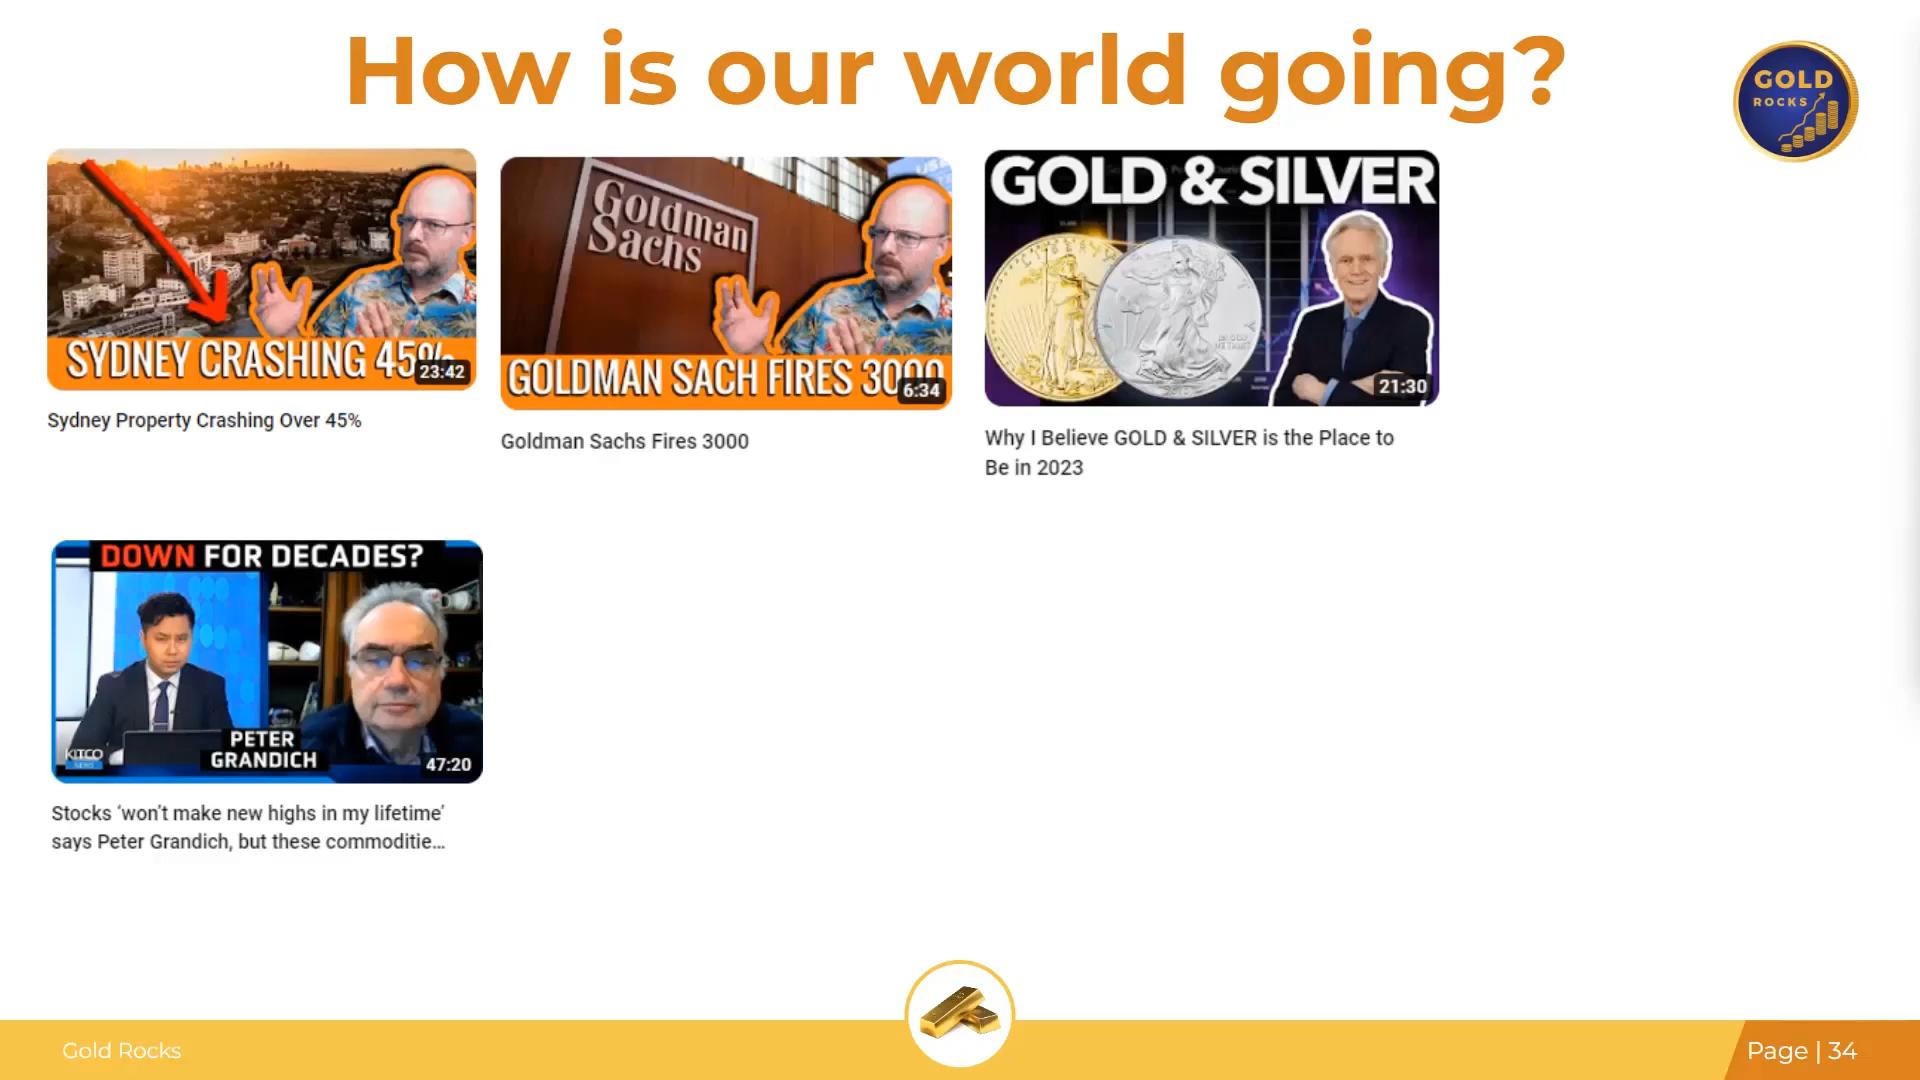 How is our world going?
GOLD
ROCKS
SYDNEY CRASHING 45%
23:42
Sydney Property Crashing Over 45%
Goldman
Sachs
GOLDMAN SACH FIRES 3000
6:34
Goldman Sachs Fires 3000
GOLD & SILVER
21:30
Why I Believe GOLD & SILVER is the Place to
Be in 2023
DOWN FOR DECADES?
KITCO
NEWS
PETER
GRANDICH
47:20
Stocks ‘won’t make new highs in my lifetime’
says Peter Grandich, but these commoditie...
Gold Rocks
Page | 34